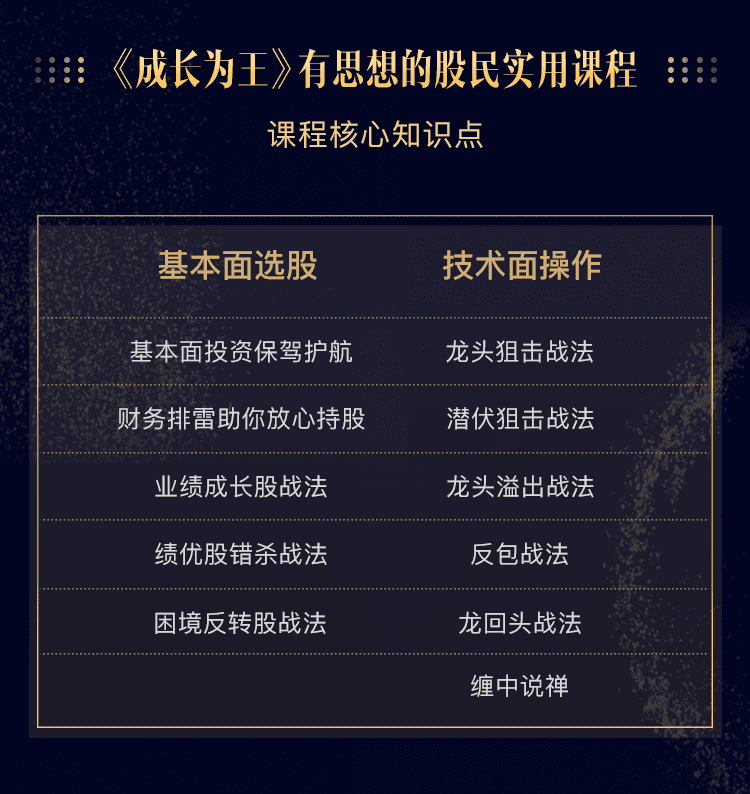 《成长为王》有思想的股民实用课程
课程核心知识点
基本面选股 技术面操作
基本面投资保驾护航 龙头狙击战法
财务排雷助你放心持股 潜伏狙击战法
业绩成长股战法 龙头溢出战法
绩优股错杀战法 反包战法
困境反转股战法 龙回头战法
缠中说禅